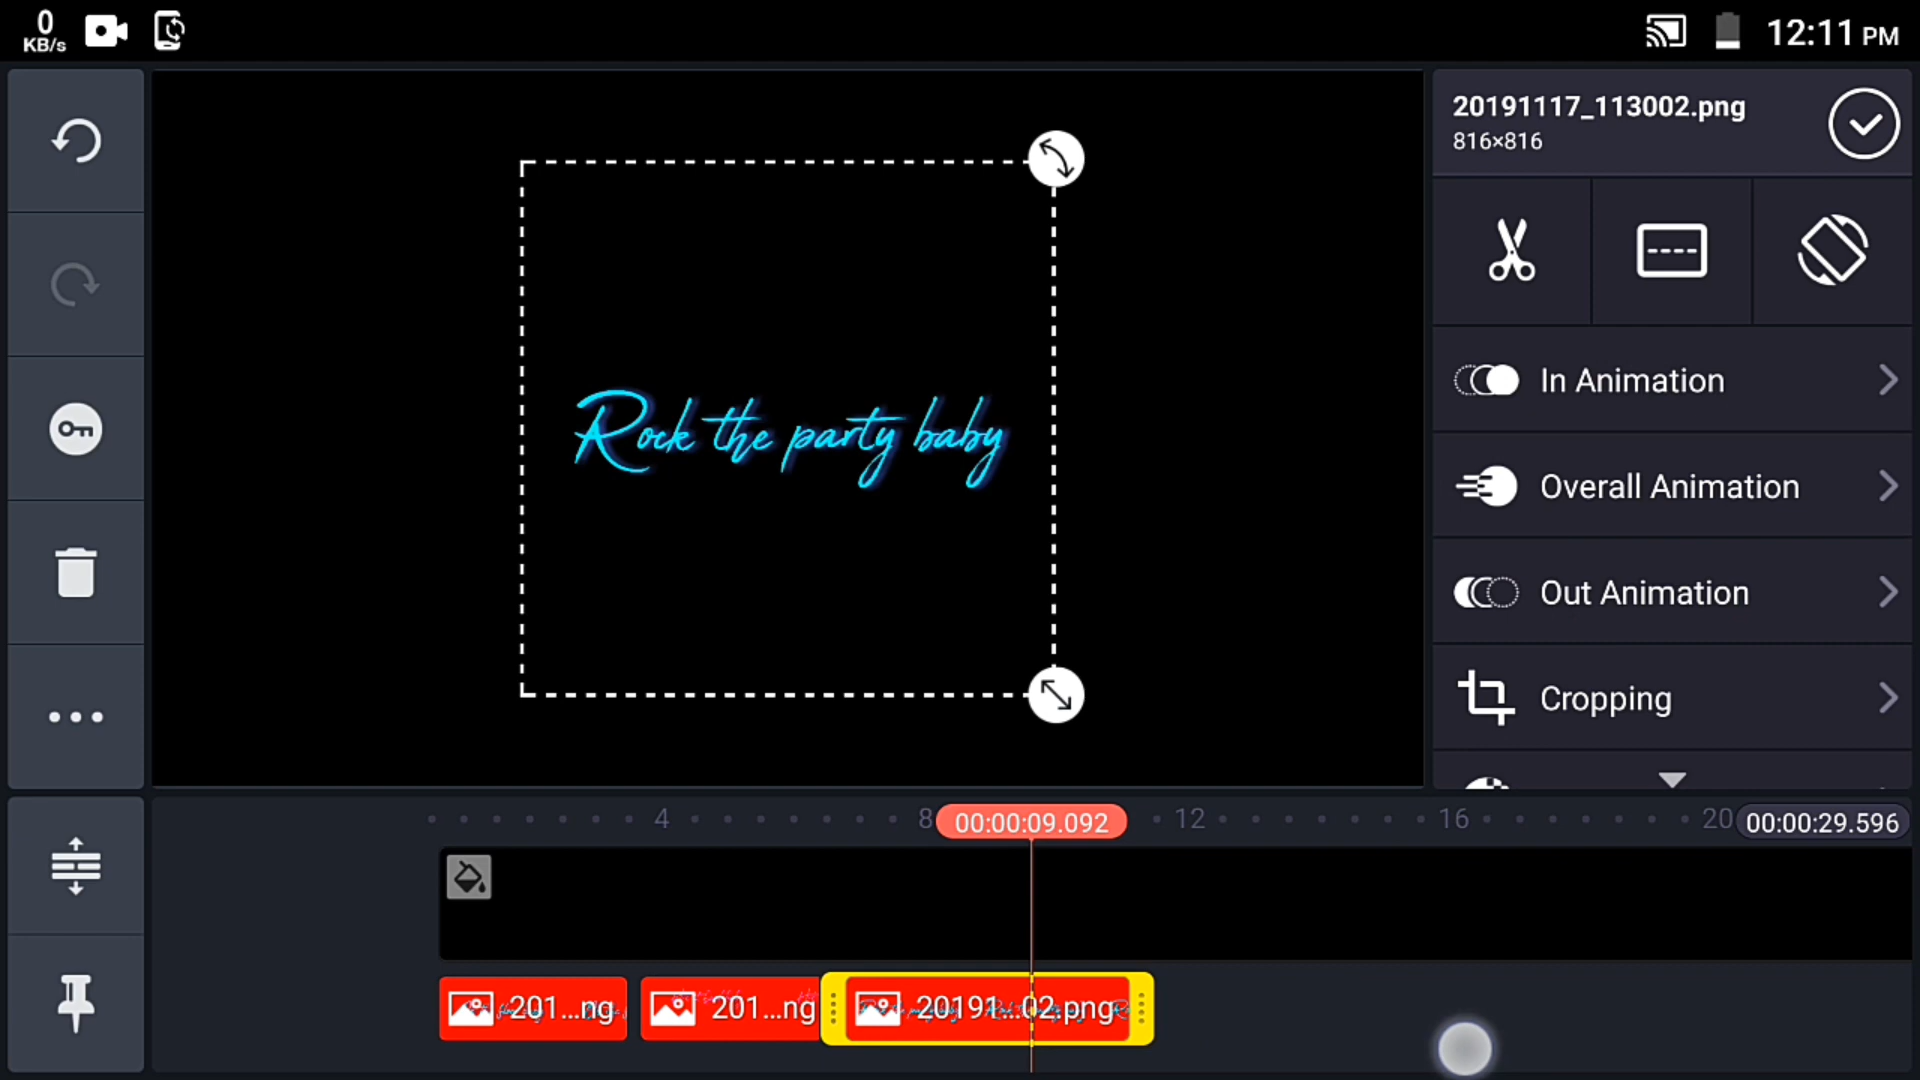 0
KB/s
12:11 PM
20191117_113002.png
816×816
Rock the party baby
In Animation
Overall Animation
Out Animation
Cropping
4
8
00:00:09.092
12
16
20
00:00:29.596
201...ng
201...ng
20191...02.png